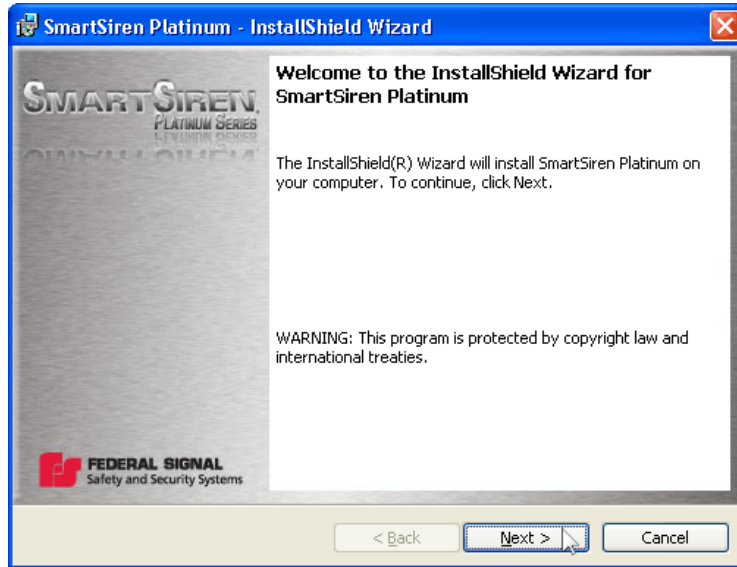 SmartSiren Platinum - InstallShield Wizard
SMARTSIREN
PLATINUM SERIES
Welcome to the InstallShield Wizard for
SmartSiren Platinum
The InstallShield(R) Wizard will install SmartSiren Platinum on
your computer. To continue, click Next.
WARNING: This program is protected by copyright law and
international treaties.
FEDERAL SIGNAL
Safety and Security Systems
< Back
Next >
Cancel